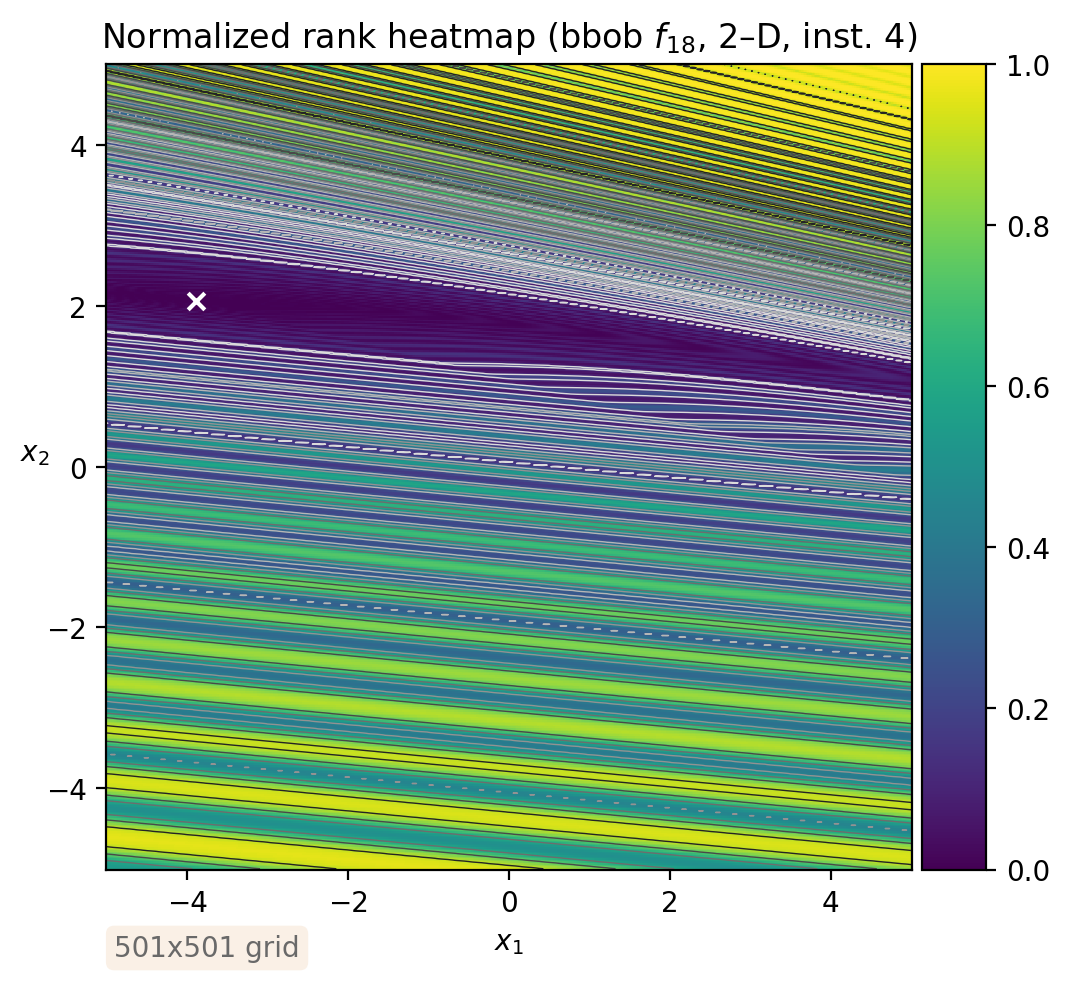 Normalized rank heatmap (bbob $f_{18}$, 2–D, inst. 4)
1.0
0.8
0.6
0.4
0.2
0.0
4
2
0
−2
−4
$x_2$
−4 −2 0 2 4
$x_1$
501x501 grid